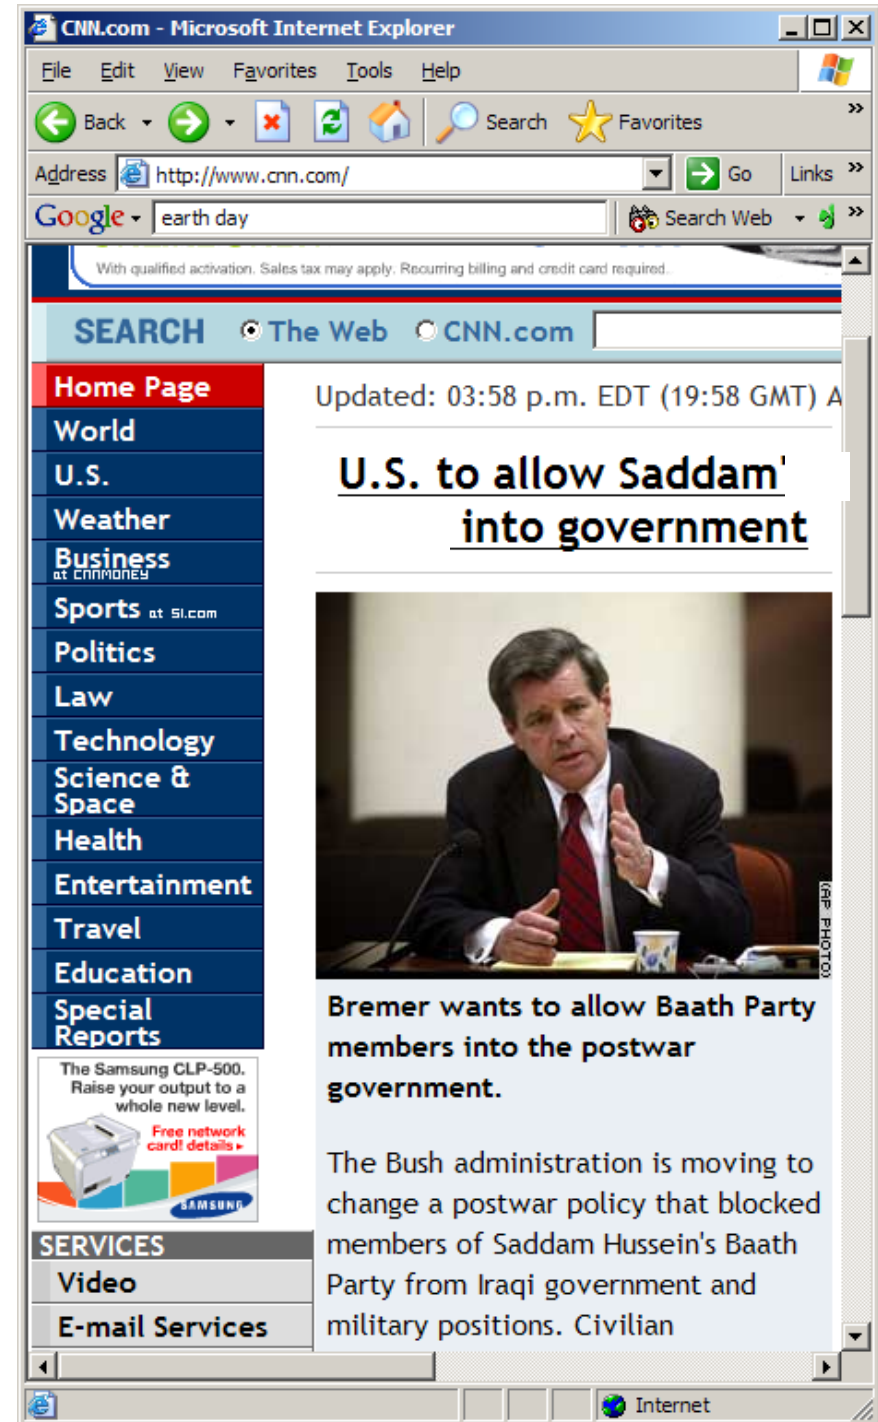 CNN.com - Microsoft Internet Explorer
File Edit View Favorites Tools Help
Back Search Favorites »
Address http://www.cnn.com/ Go Links »
Google earth day Search Web »
With qualified activation. Sales tax may apply. Recurring billing and credit card required.
SEARCH The Web CNN.com
Home Page
World
U.S.
Weather
Business
at CNNMONEY
Sports at SI.com
Politics
Law
Technology
Science &
Space
Health
Entertainment
Travel
Education
Special
Reports
The Samsung CLP-500.
Raise your output to a
whole new level.
Free network
card! details
SAMSUNG
SERVICES
Video
E-mail Services
Updated: 03:58 p.m. EDT (19:58 GMT) A
U.S. to allow Saddam'
into government
(AP PHOTO)
Bremer wants to allow Baath Party
members into the postwar
government.
The Bush administration is moving to
change a postwar policy that blocked
members of Saddam Hussein's Baath
Party from Iraqi government and
military positions. Civilian
Internet